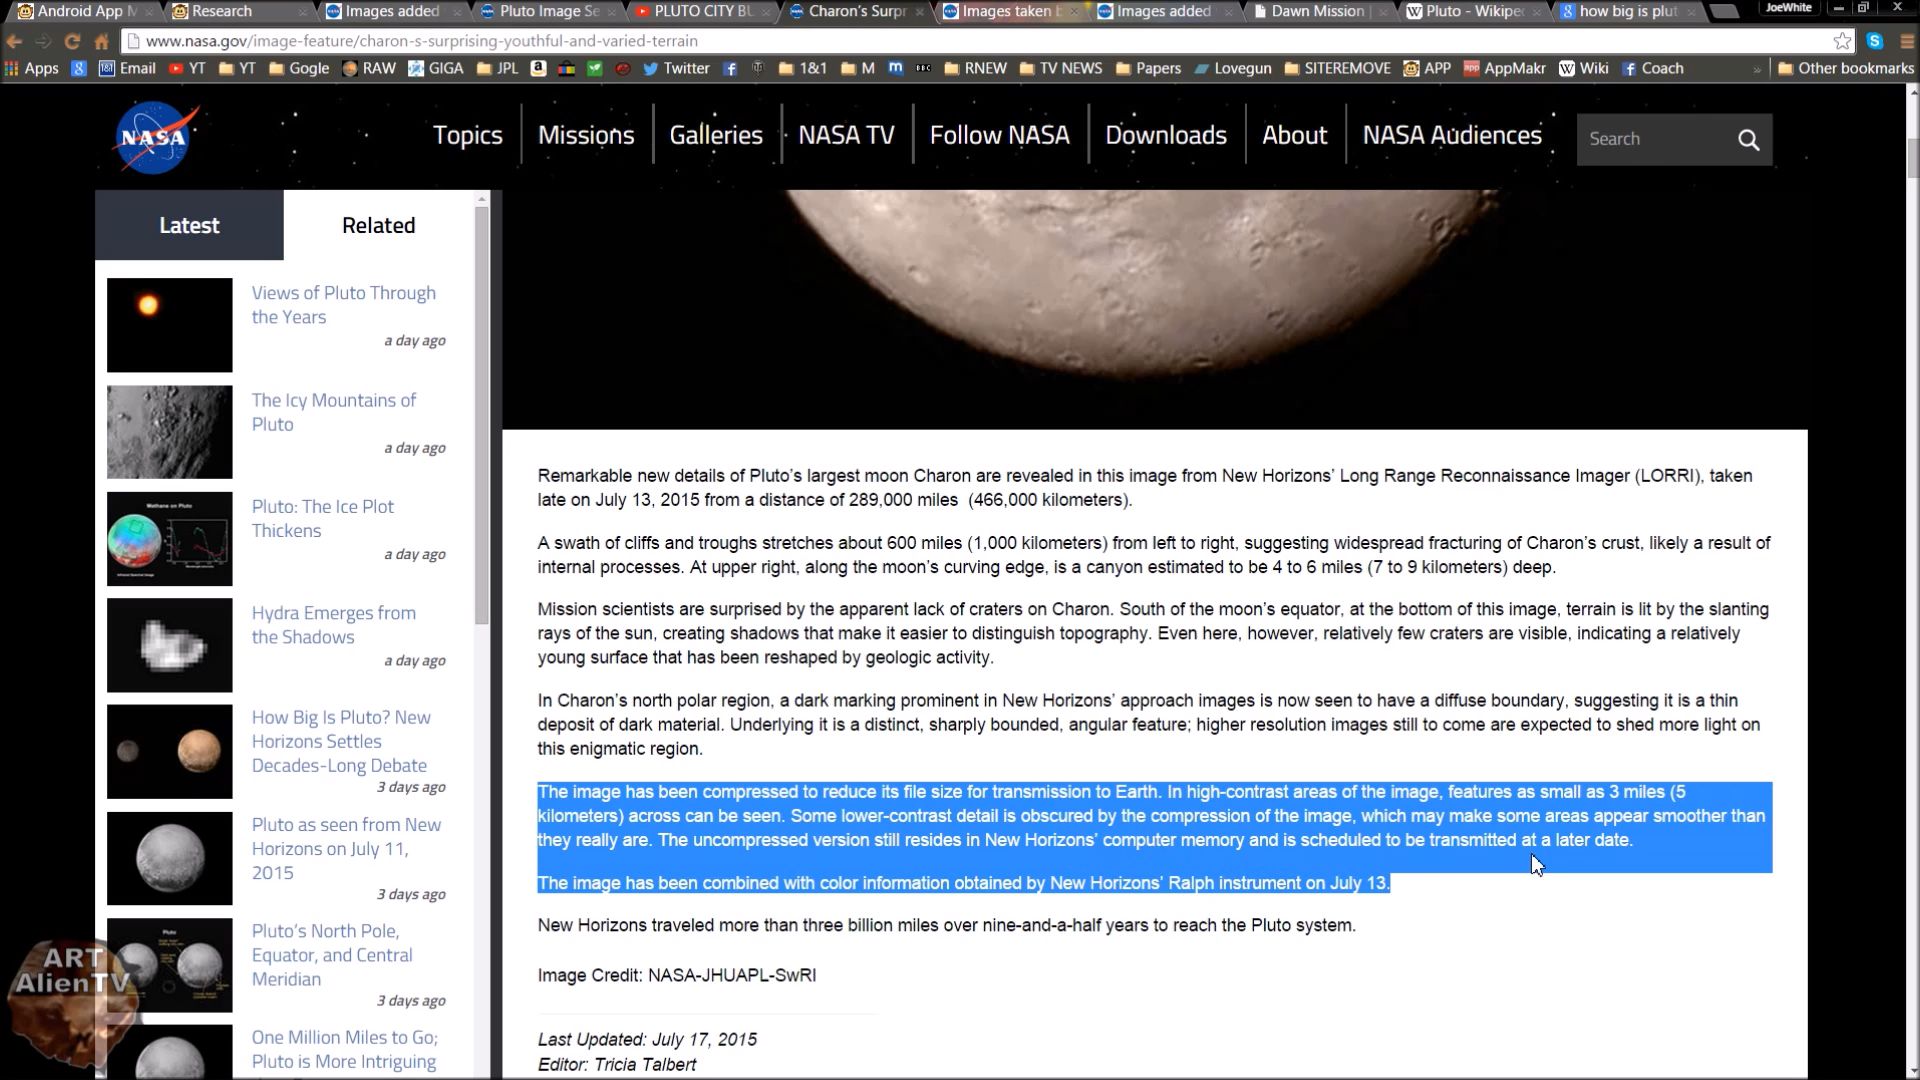 Android App M
Research
Images added
Pluto Image Se
PLUTO CITY BU
Charon's Surpr
Images taken b
Images added
Dawn Mission
Pluto - Wikipe
how big is plut
JoeWhite
www.nasa.gov/image-feature/charon-s-surprising-youthful-and-varied-terrain
Apps
Email
YT
YT
Gogle
RAW
GIGA
JPL
Twitter
1&1
M
RNEW
TV NEWS
Papers
Lovegun
SITEREMOVE
APP
AppMakr
Wiki
Coach
»
Other bookmarks
NASA
Topics
Missions
Galleries
NASA TV
Follow NASA
Downloads
About
NASA Audiences
Search
Latest
Related
Views of Pluto Through
the Years
a day ago
The Icy Mountains of
Pluto
a day ago
Methane on Pluto
Pluto: The Ice Plot
Thickens
a day ago
Hydra Emerges from
the Shadows
a day ago
How Big Is Pluto? New
Horizons Settles
Decades-Long Debate
3 days ago
Pluto as seen from New
Horizons on July 11,
2015
3 days ago
Pluto
Pluto's North Pole,
Equator, and Central
Meridian
3 days ago
One Million Miles to Go;
Pluto is More Intriguing
Remarkable new details of Pluto's largest moon Charon are revealed in this image from New Horizons' Long Range Reconnaissance Imager (LORRI), taken
late on July 13, 2015 from a distance of 289,000 miles (466,000 kilometers).
A swath of cliffs and troughs stretches about 600 miles (1,000 kilometers) from left to right, suggesting widespread fracturing of Charon's crust, likely a result of
internal processes. At upper right, along the moon's curving edge, is a canyon estimated to be 4 to 6 miles (7 to 9 kilometers) deep.
Mission scientists are surprised by the apparent lack of craters on Charon. South of the moon's equator, at the bottom of this image, terrain is lit by the slanting
rays of the sun, creating shadows that make it easier to distinguish topography. Even here, however, relatively few craters are visible, indicating a relatively
young surface that has been reshaped by geologic activity.
In Charon's north polar region, a dark marking prominent in New Horizons' approach images is now seen to have a diffuse boundary, suggesting it is a thin
deposit of dark material. Underlying it is a distinct, sharply bounded, angular feature; higher resolution images still to come are expected to shed more light on
this enigmatic region.
The image has been compressed to reduce its file size for transmission to Earth. In high-contrast areas of the image, features as small as 3 miles (5
kilometers) across can be seen. Some lower-contrast detail is obscured by the compression of the image, which may make some areas appear smoother than
they really are. The uncompressed version still resides in New Horizons' computer memory and is scheduled to be transmitted at a later date.
The image has been combined with color information obtained by New Horizons' Ralph instrument on July 13.
New Horizons traveled more than three billion miles over nine-and-a-half years to reach the Pluto system.
Image Credit: NASA-JHUAPL-SwRI
Last Updated: July 17, 2015
Editor: Tricia Talbert
ART
AlienTV